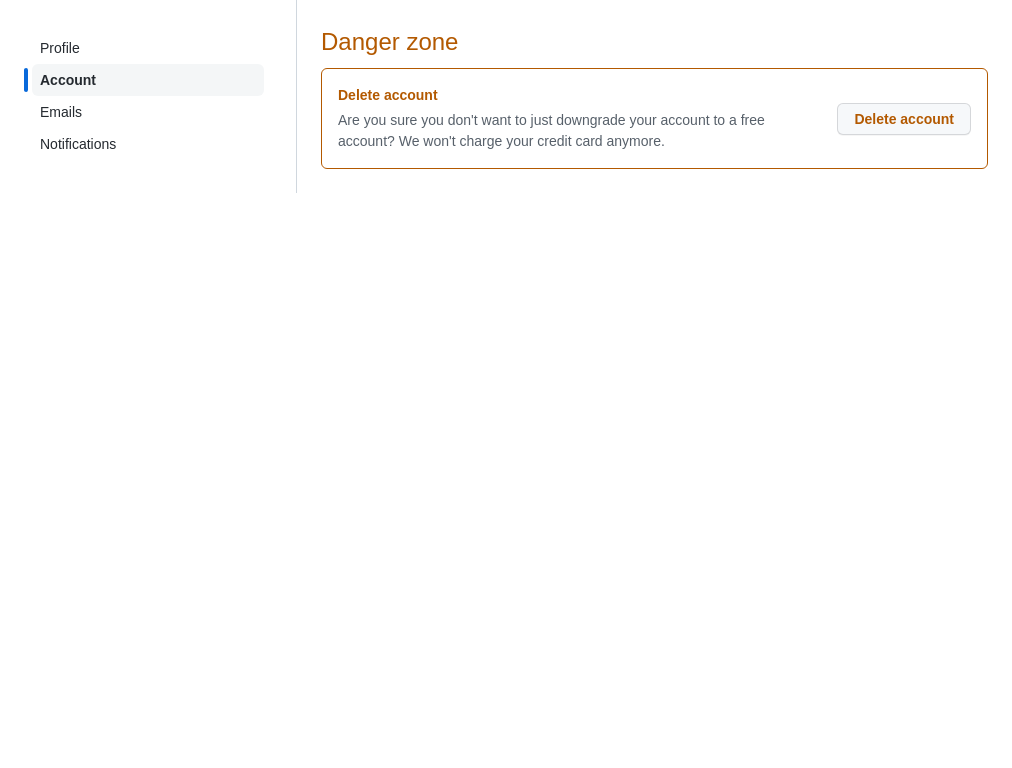 Profile
Account
Emails
Notifications
Danger zone
Delete account
Are you sure you don't want to just downgrade your account to a free
account? We won't charge your credit card anymore.
Delete account